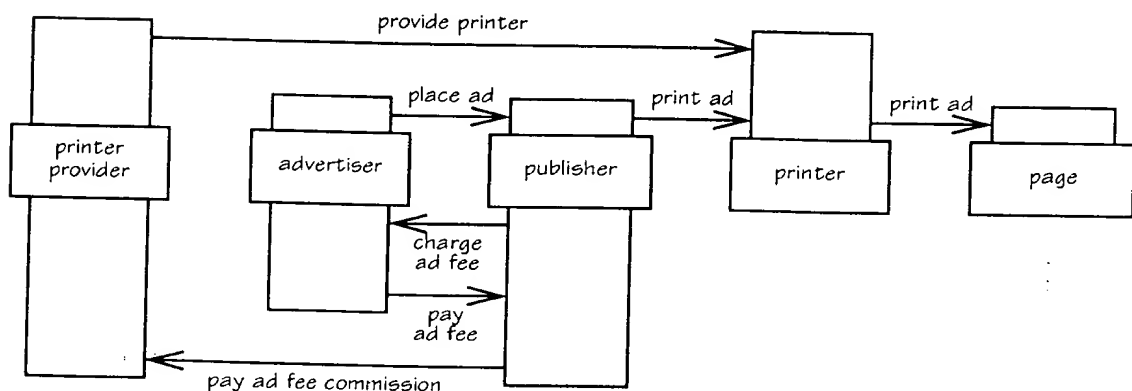 provide printer
place ad
print ad
print ad
printer
provider
advertiser
publisher
printer
page
charge
ad fee
pay
ad fee
pay ad fee commission